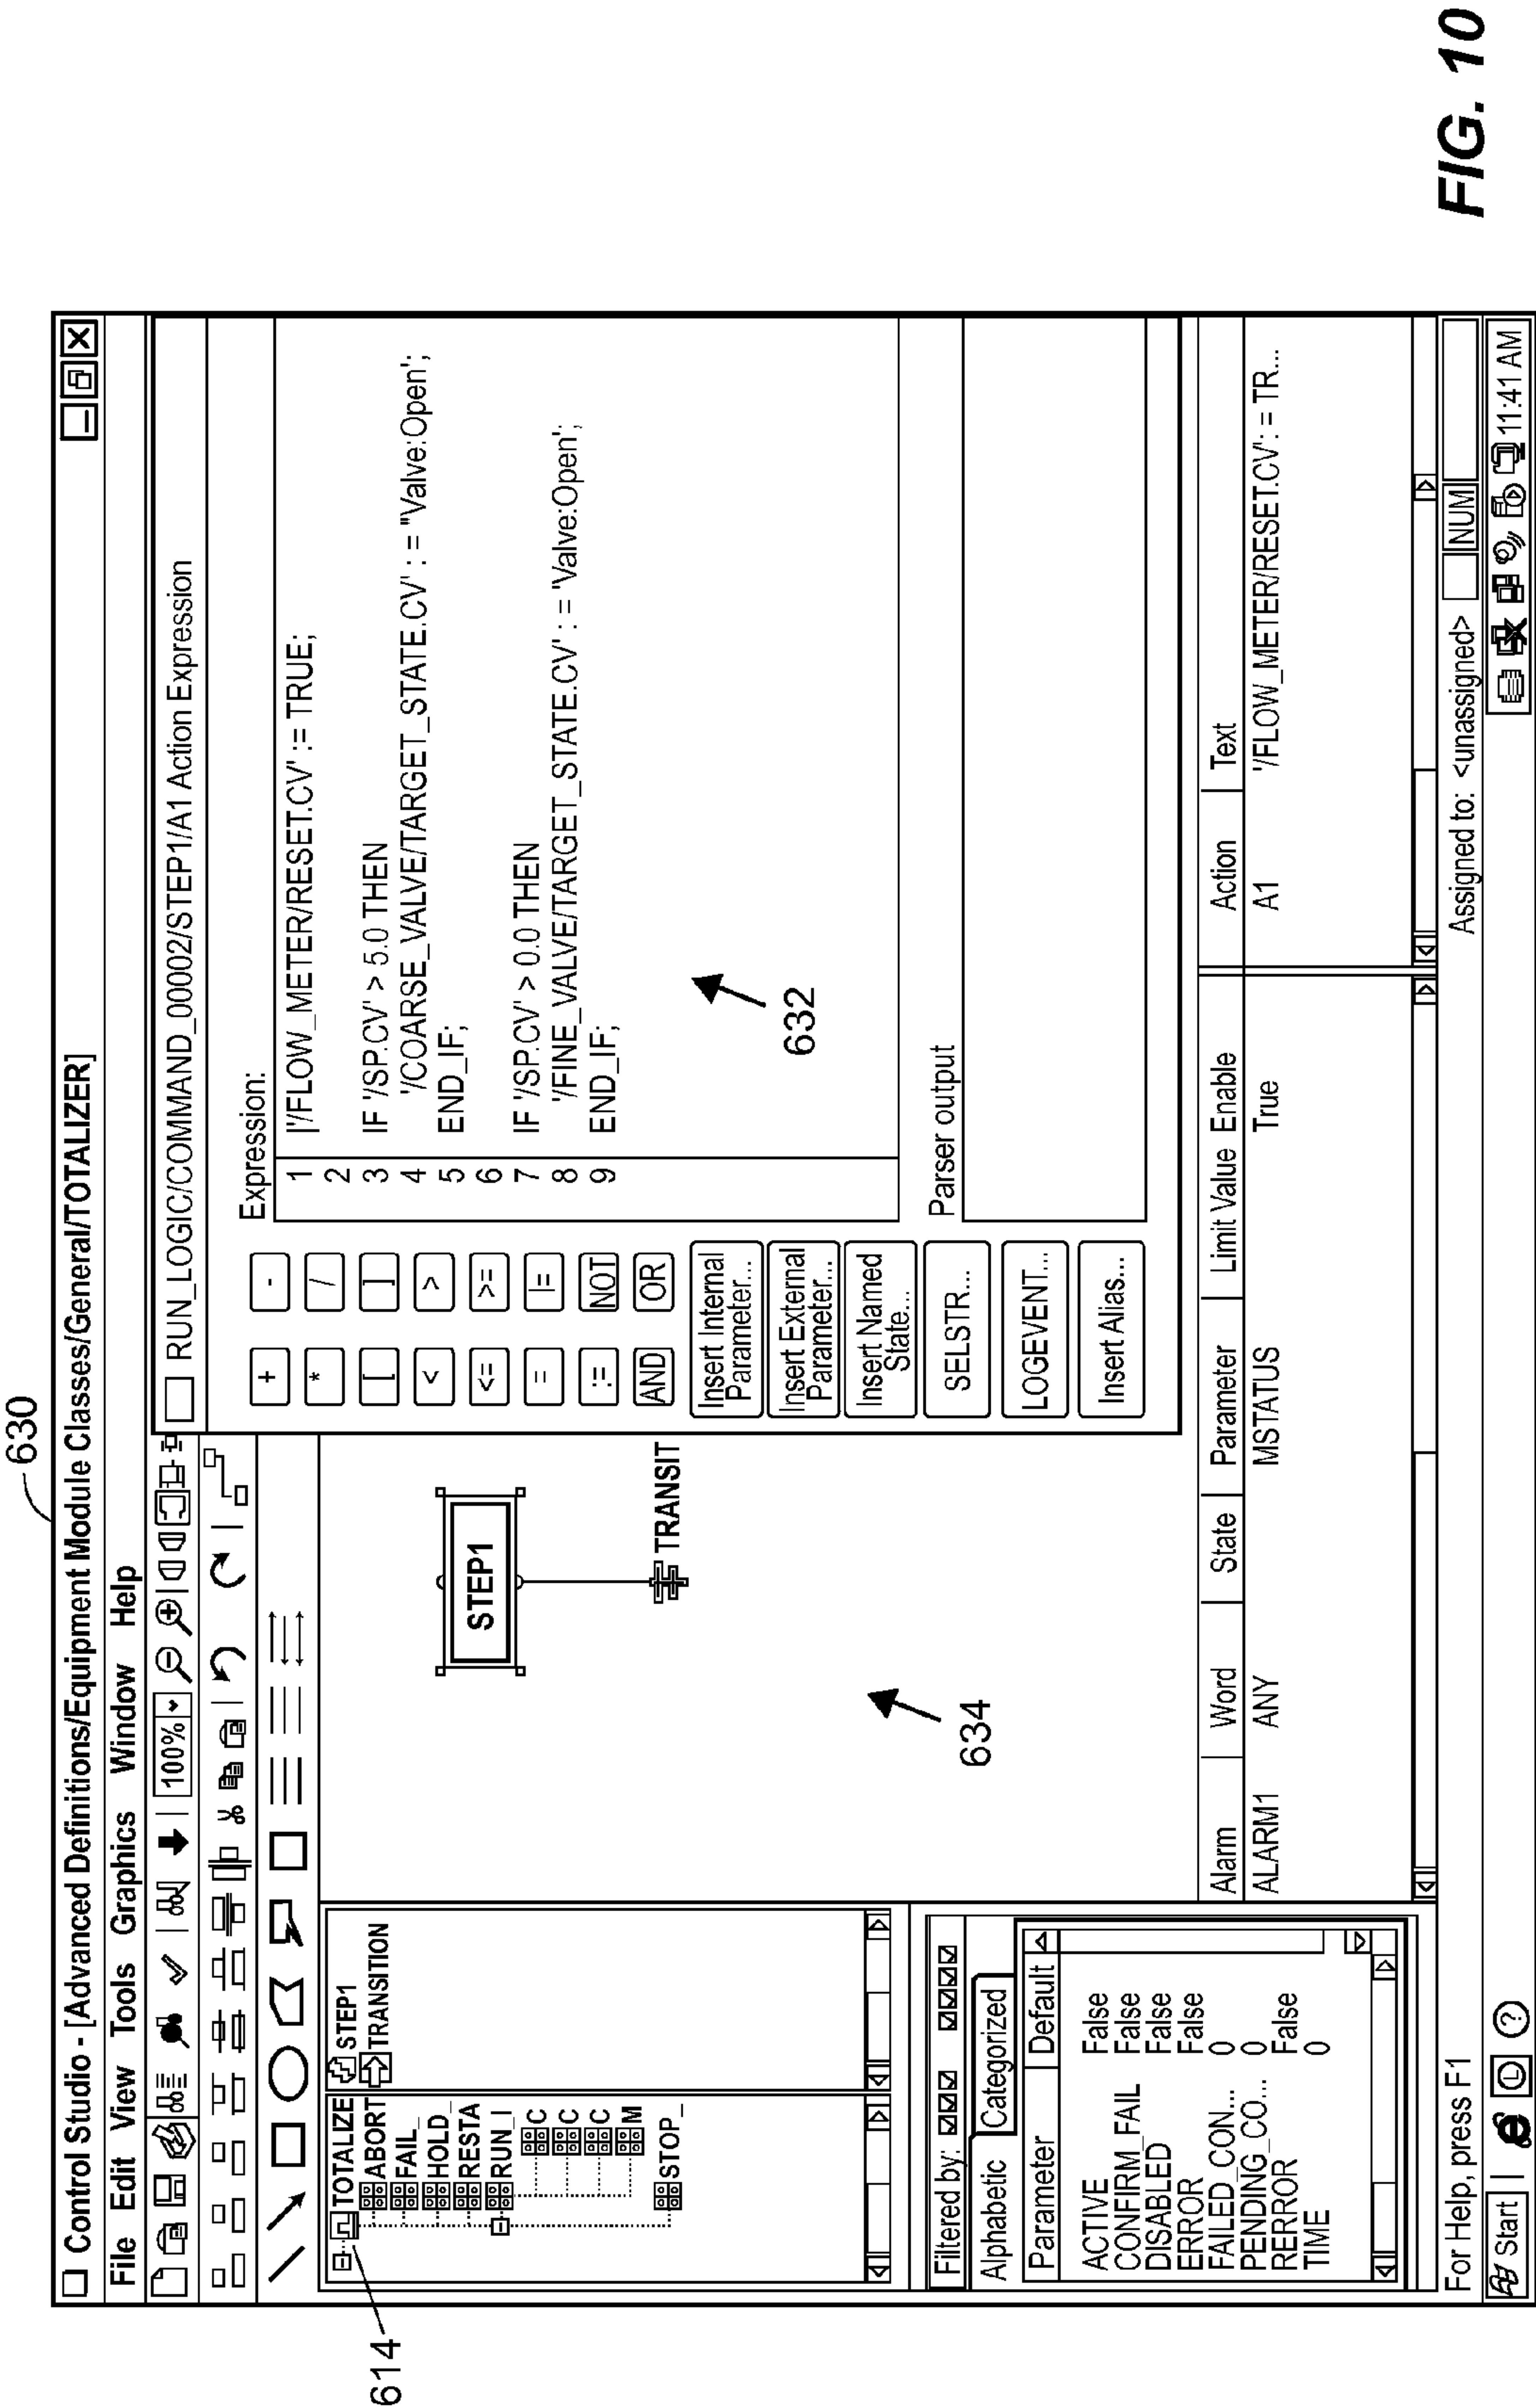 630
Control Studio - [Advanced Definitions/Equipment Module Classes/General/TOTALIZER]
File Edit View Tools Graphics Window Help
100%
614
TOTALIZE
ABORT
FAIL_
HOLD_
RESTA
RUN_I
C
C
C
M
STOP_
STEP1
TRANSITION
STEP1
TRANSIT
634
RUN_LOGIC/COMMAND_00002/STEP1/A1 Action Expression
+ -
* /
[ ]
< >
<= >=
= !=
:= NOT
AND OR
Insert Internal
Parameter...
Insert External
Parameter...
Insert Named
State...
SELSTR...
LOGEVENT...
Insert Alias...
Expression:
1 '/FLOW_METER/RESET.CV' := TRUE;
2
3 IF '/SP.CV' > 5.0 THEN
4 '/COARSE_VALVE/TARGET_STATE.CV' : = "Valve:Open';
5 END_IF;
6
7 IF '/SP.CV' > 0.0 THEN
8 '/FINE_VALVE/TARGET_STATE.CV' : = "Valve:Open';
9 END_IF;
632
Parser output
Filtered by:
Alphabetic Categorized
Parameter Default
ACTIVE False
CONFIRM_FAIL False
DISABLED False
ERROR False
FAILED_CON... 0
PENDING_CO... 0
RERROR False
TIME 0
Alarm Word State Parameter Limit Value Enable
ALARM1 ANY MSTATUS True
Action Text
A1 '/FLOW_METER/RESET.CV': = TR...
For Help, press F1
Assigned to: <unassigned> NUM
Start
11:41 AM
FIG. 10